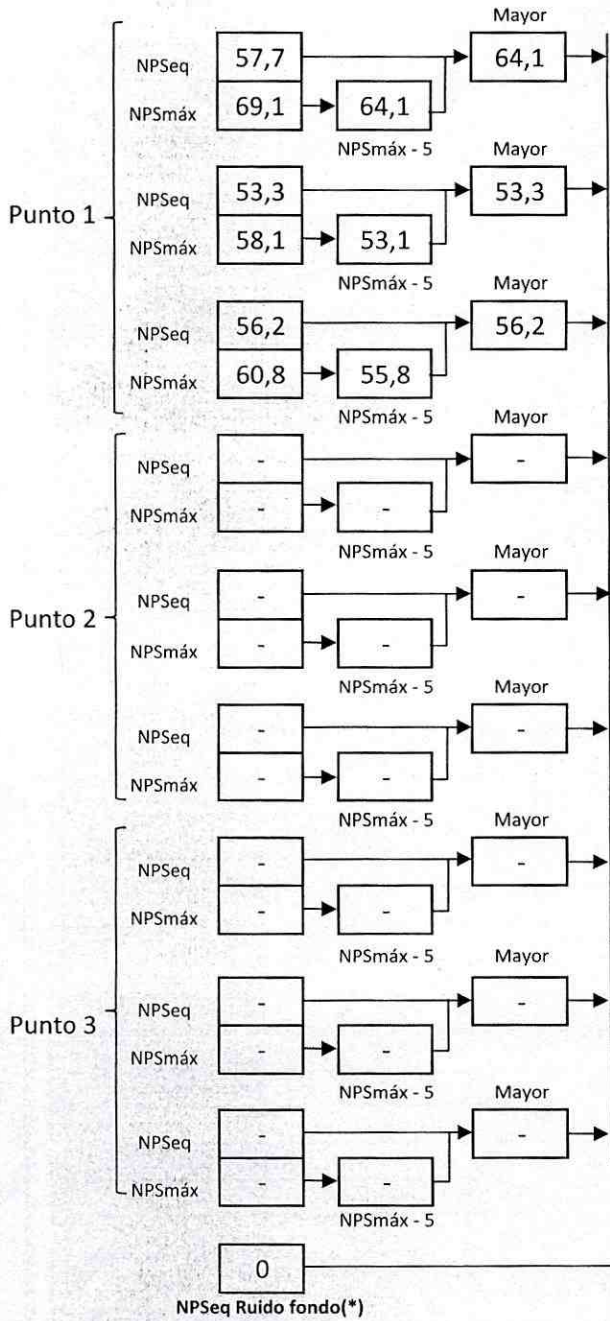 Mayor
NPSeq 57,7 64,1
NPSmáx 69,1 64,1
NPSmáx - 5
Mayor
Punto 1
NPSeq 53,3 53,3
NPSmáx 58,1 53,1
NPSmáx - 5
Mayor
NPSeq 56,2 56,2
NPSmáx 60,8 55,8
NPSmáx - 5
Mayor
NPSeq - -
NPSmáx - -
NPSmáx - 5
Mayor
Punto 2
NPSeq - -
NPSmáx - -
NPSmáx - 5
Mayor
NPSeq - -
NPSmáx - -
NPSmáx - 5
Mayor
NPSeq - -
NPSmáx - -
NPSmáx - 5
Mayor
Punto 3
NPSeq - -
NPSmáx - -
NPSmáx - 5
Mayor
NPSeq - -
NPSmáx - -
NPSmáx - 5
0
NPSeq Ruido fondo(*)